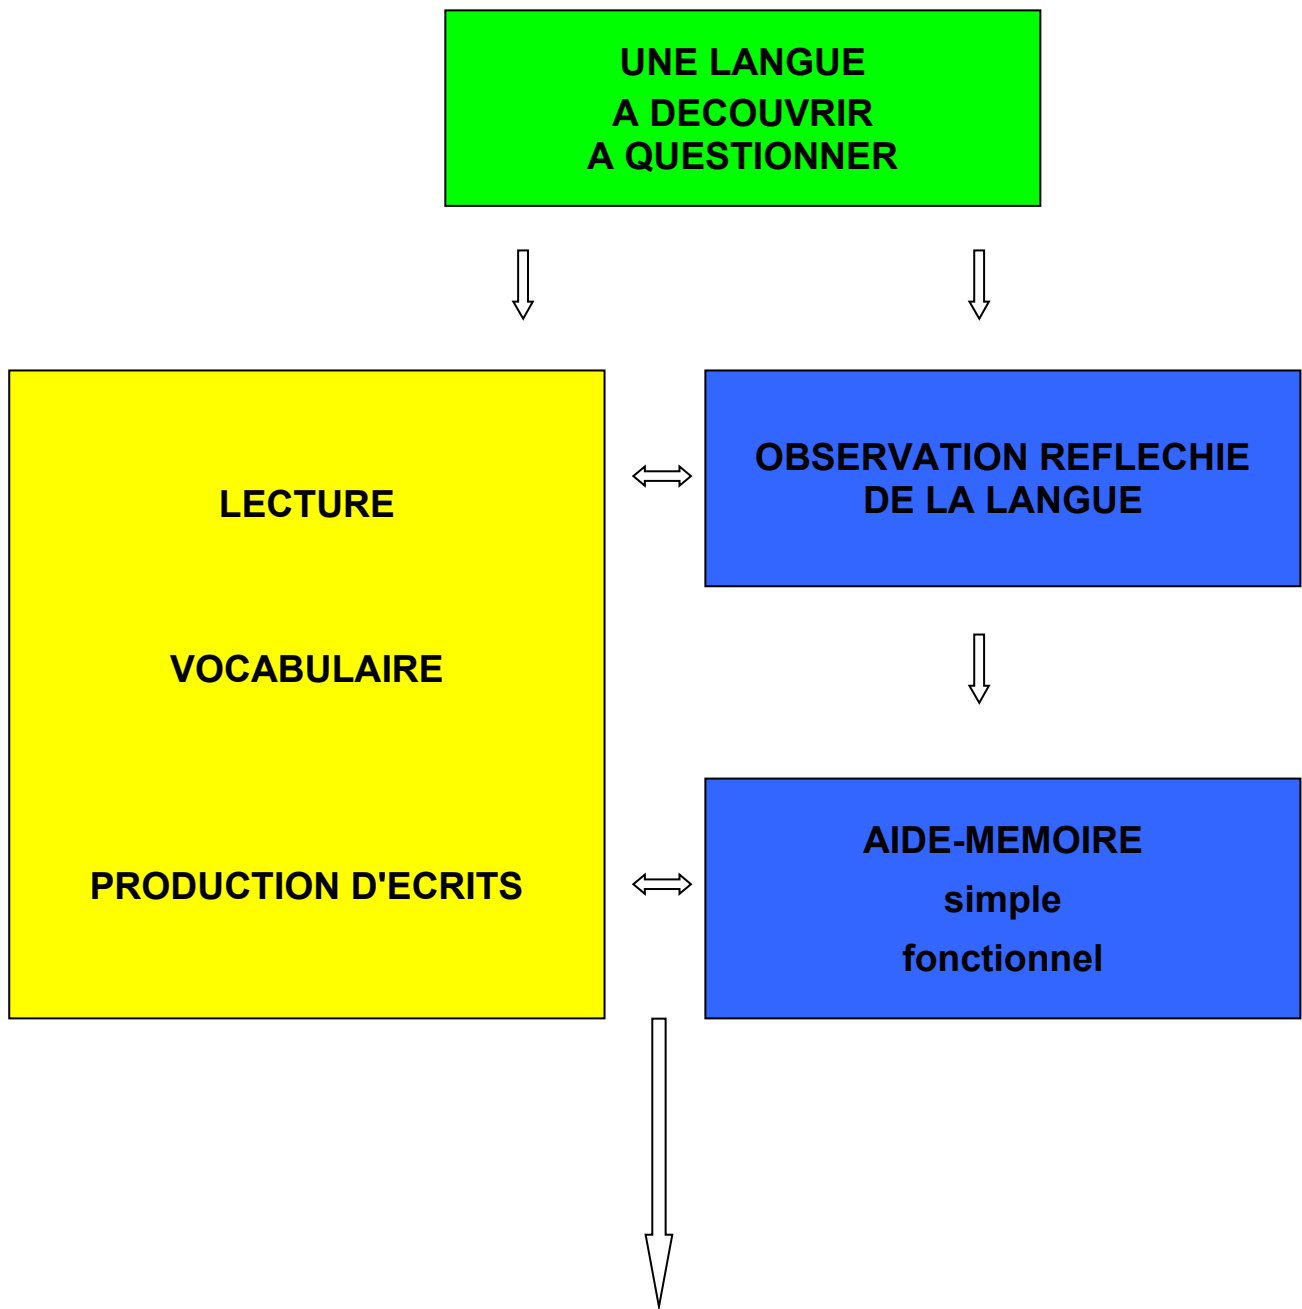 UNE LANGUE
A DECOUVRIR
A QUESTIONNER
LECTURE
VOCABULAIRE
PRODUCTION D'ECRITS
OBSERVATION REFLECHIE
DE LA LANGUE
AIDE-MEMOIRE
simple
fonctionnel